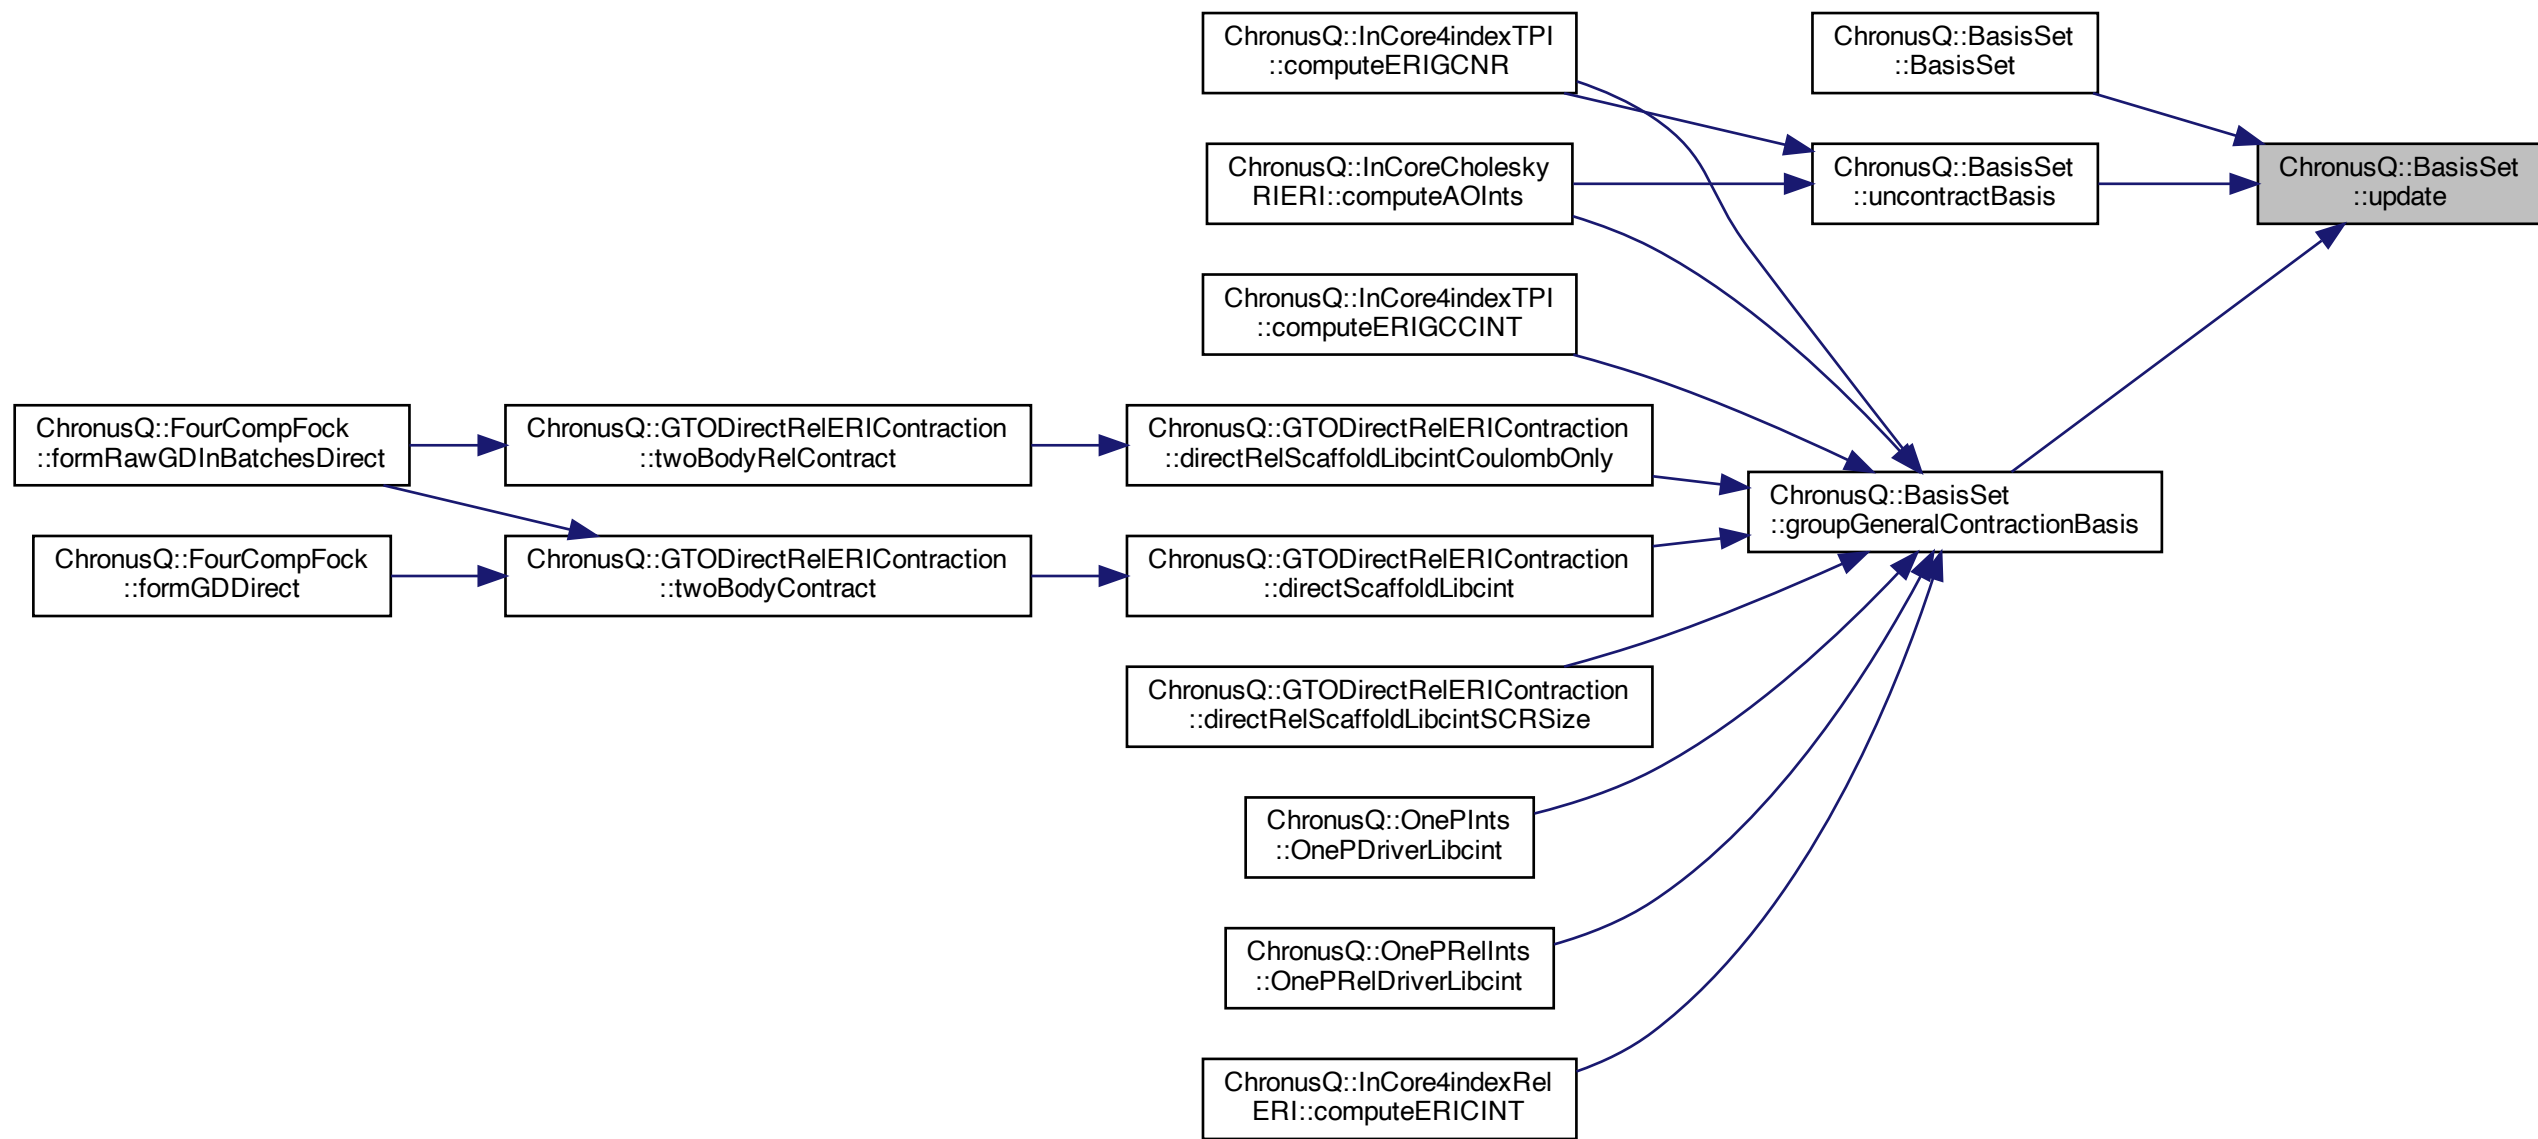 ChronusQ::InCore4indexTPI
::computeERIGCNR
ChronusQ::BasisSet
::BasisSet
ChronusQ::InCoreCholesky
RIERI::computeAOInts
ChronusQ::BasisSet
::uncontractBasis
ChronusQ::BasisSet
::update
ChronusQ::InCore4indexTPI
::computeERIGCCINT
ChronusQ::FourCompFock
::formRawGDInBatchesDirect
ChronusQ::GTODirectRelERIContraction
::twoBodyRelContract
ChronusQ::GTODirectRelERIContraction
::directRelScaffoldLibcintCoulombOnly
ChronusQ::BasisSet
::groupGeneralContractionBasis
ChronusQ::FourCompFock
::formGDDirect
ChronusQ::GTODirectRelERIContraction
::twoBodyContract
ChronusQ::GTODirectRelERIContraction
::directScaffoldLibcint
ChronusQ::GTODirectRelERIContraction
::directRelScaffoldLibcintSCRSize
ChronusQ::OnePInts
::OnePDriverLibcint
ChronusQ::OnePRelInts
::OnePRelDriverLibcint
ChronusQ::InCore4indexRel
ERI::computeERICINT